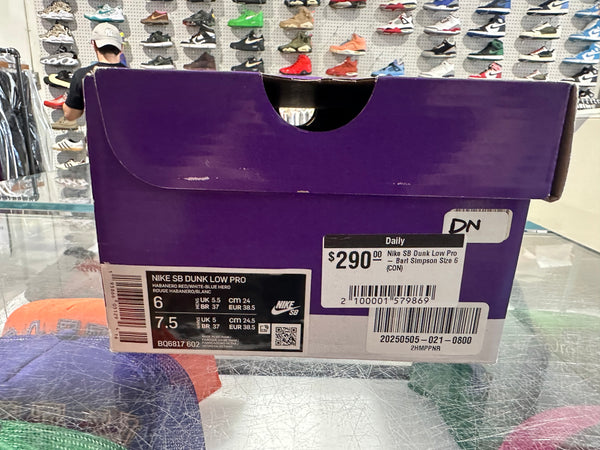 DN
Daily
$290 00
Nike SB Dunk Low Pro
— Bart Simpson Size 6
(CON)
2 100001 579869
20250505-021-0800
2HMPPNR
NIKE SB DUNK LOW PRO
HABANERO RED/WHITE-BLUE HERO
ROUGE HABANERO/BLANC
6 UK 5.5 CM 24
BR 37 EUR 38.5
7.5 UK 5 CM 24.5
BR 37 EUR 38.5
BQ6817 602
NIKE
SB